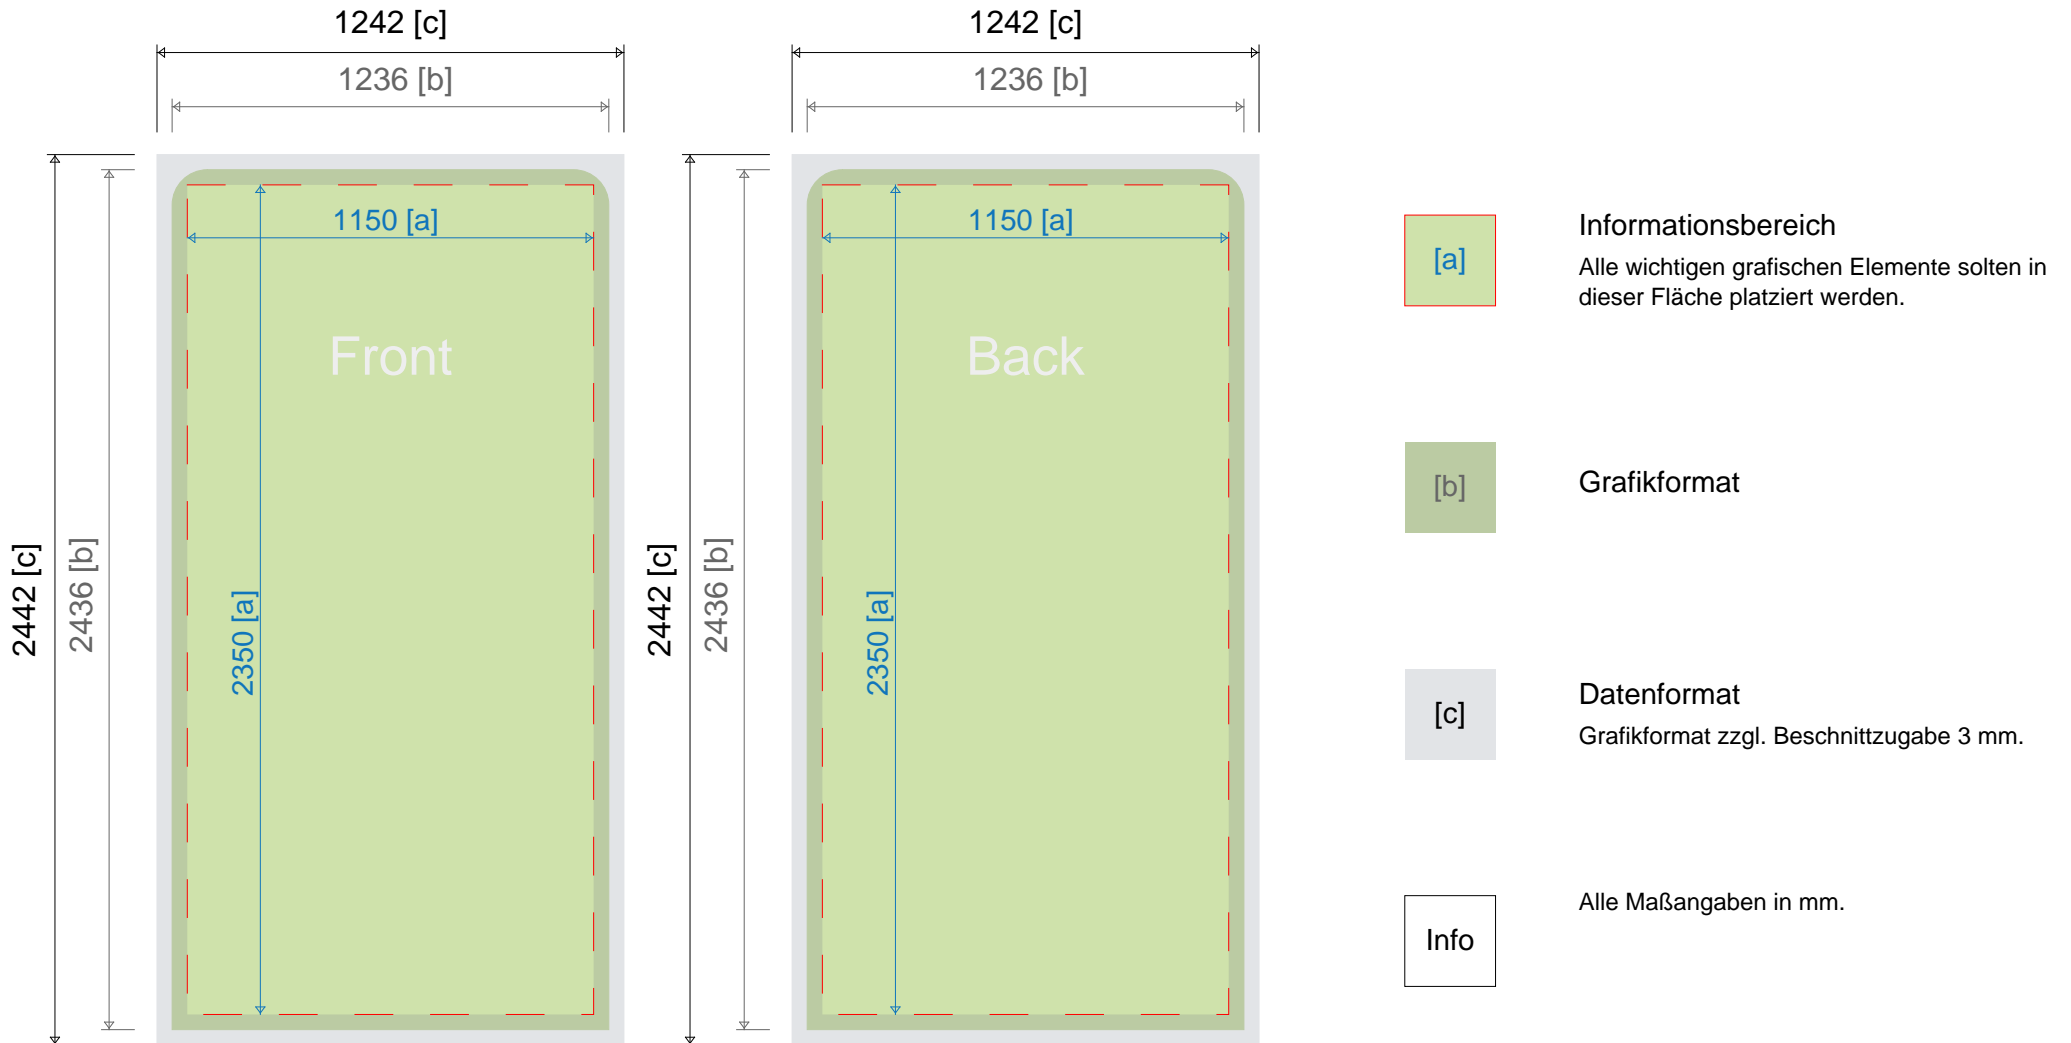 1242 [c]
1236 [b]
2442 [c]
2436 [b]
1150 [a]
2350 [a]
Front
1242 [c]
1236 [b]
2442 [c]
2436 [b]
1150 [a]
2350 [a]
Back
[a]
Informationsbereich
Alle wichtigen grafischen Elemente solten in
dieser Fläche platziert werden.
[b]
Grafikformat
[c]
Datenformat
Grafikformat zzgl. Beschnittzugabe 3 mm.
Info
Alle Maßangaben in mm.